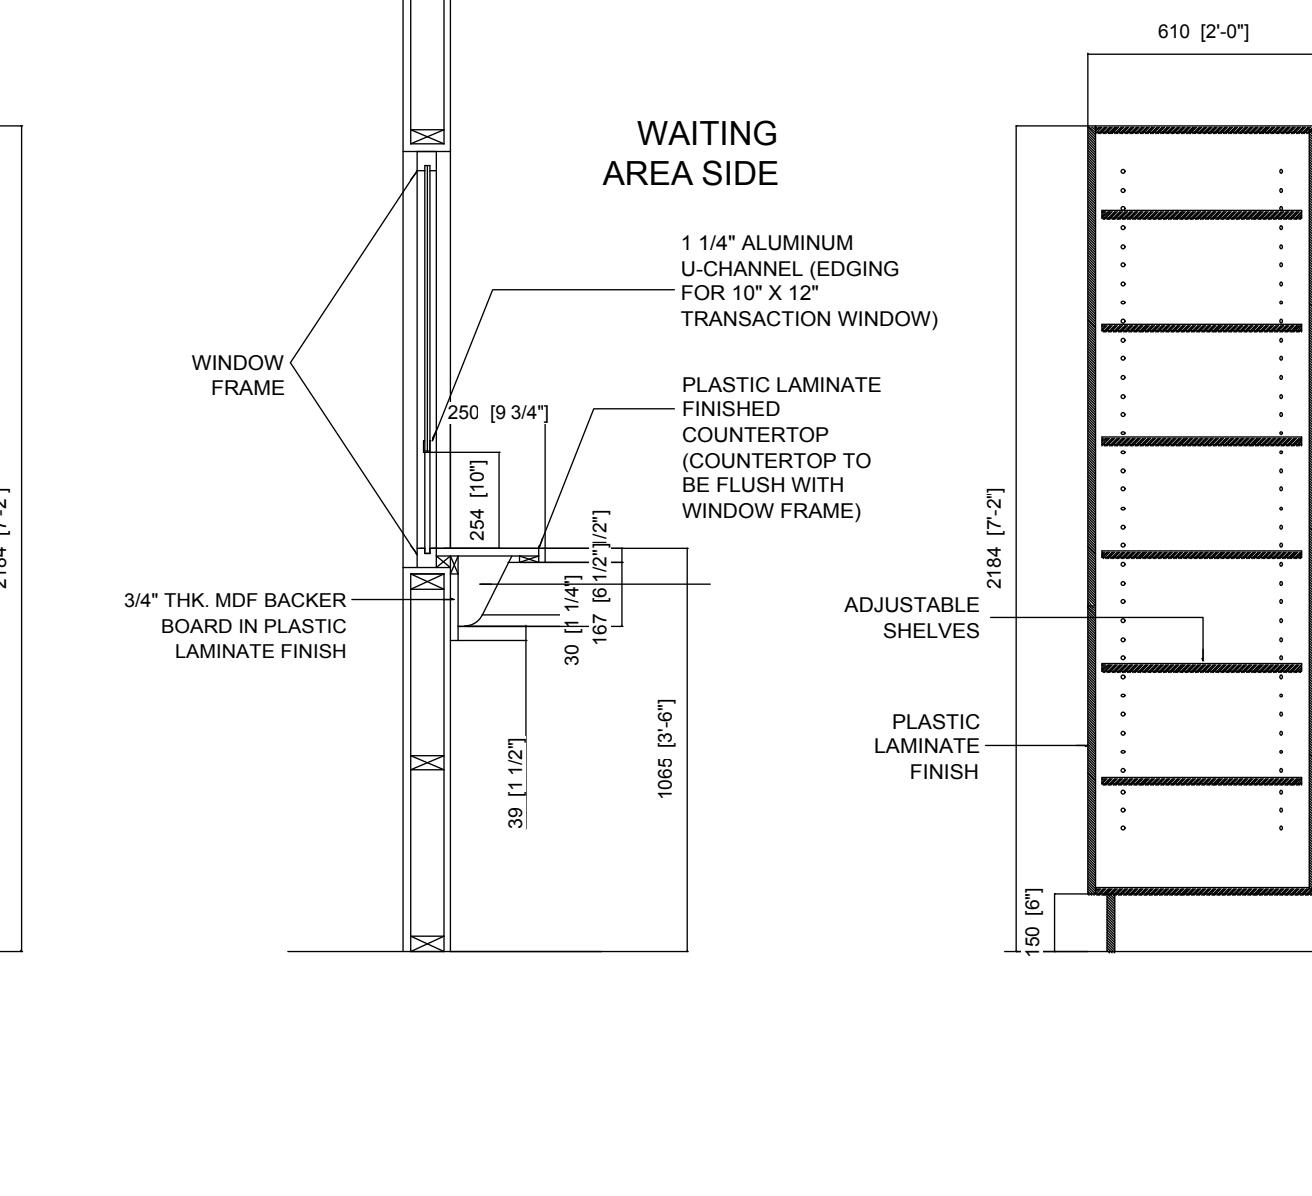 610 [2'-0"]
WAITING
AREA SIDE
1 1/4" ALUMINUM
U-CHANNEL (EDGING
FOR 10" X 12"
TRANSACTION WINDOW)
WINDOW
FRAME
PLASTIC LAMINATE
FINISHED
COUNTERTOP
(COUNTERTOP TO
BE FLUSH WITH
WINDOW FRAME)
250 [9 3/4"]
254 [10"]
2184 [7'-2"]
2184 [7'-2"]
3/4" THK. MDF BACKER
BOARD IN PLASTIC
LAMINATE FINISH
30 [1 1/4"]
167 [6 1/2"]
ADJUSTABLE
SHELVES
1065 [3'-6"]
39 [1 1/2"]
PLASTIC
LAMINATE
FINISH
150 [6"]